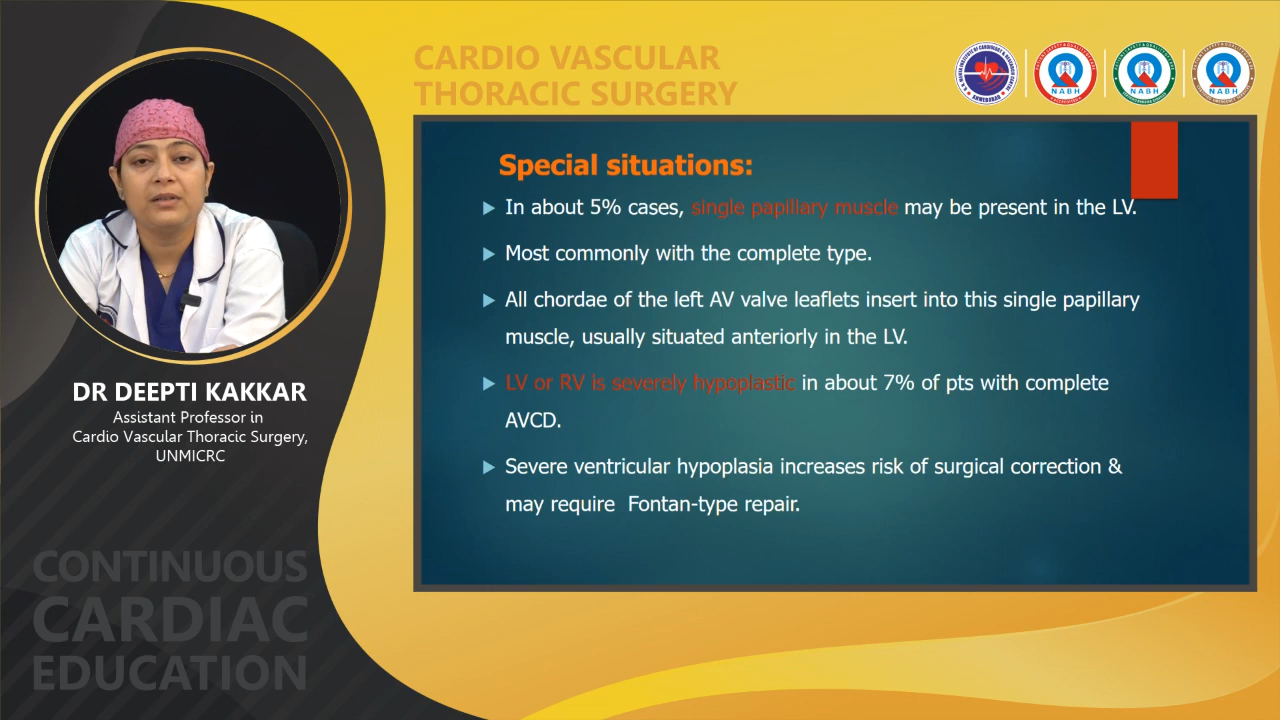 CARDIO VASCULAR
THORACIC SURGERY
NABH
NABH
NABH
Special situations:
In about 5% cases, single papillary muscle may be present in the LV.
Most commonly with the complete type.
All chordae of the left AV valve leaflets insert into this single papillary
muscle, usually situated anteriorly in the LV.
LV or RV is severely hypoplastic in about 7% of pts with complete
AVCD.
Severe ventricular hypoplasia increases risk of surgical correction &
may require Fontan-type repair.
DR DEEPTI KAKKAR
Assistant Professor in
Cardio Vascular Thoracic Surgery,
UNMICRC
CONTINUOUS
CARDIAC
EDUCATION